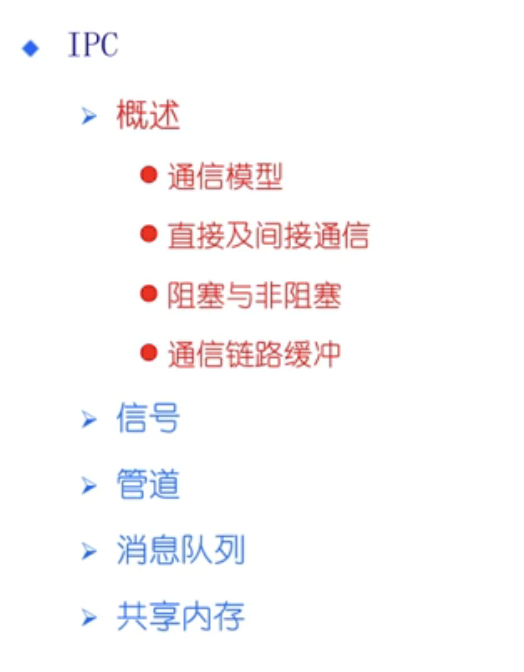 IPC
概述
通信模型
直接及间接通信
阻塞与非阻塞
通信链路缓冲
信号
管道
消息队列
共享内存